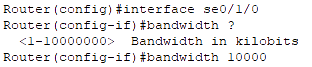 Router(config)#interface se0/1/0
Router(config-if)#bandwidth ?
  <1-10000000>  Bandwidth in kilobits
Router(config-if)#bandwidth 10000